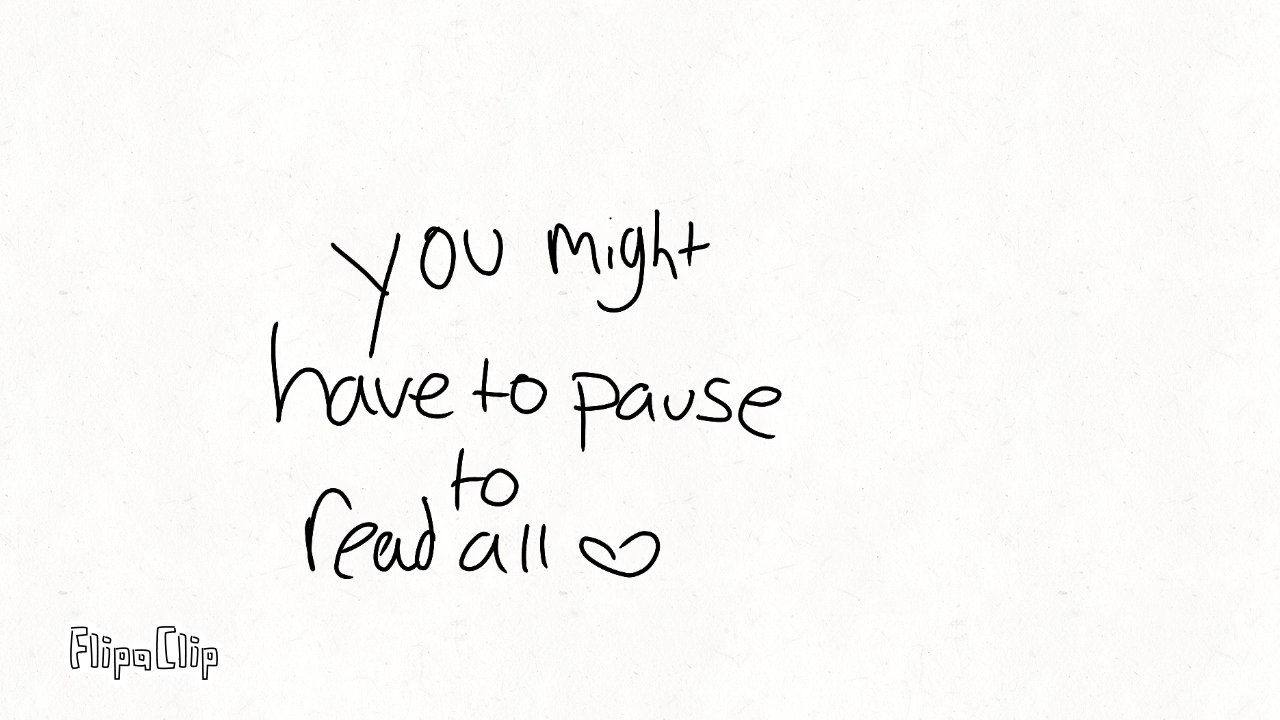 you might
have to pause
to
read all ♡
FlipaClip